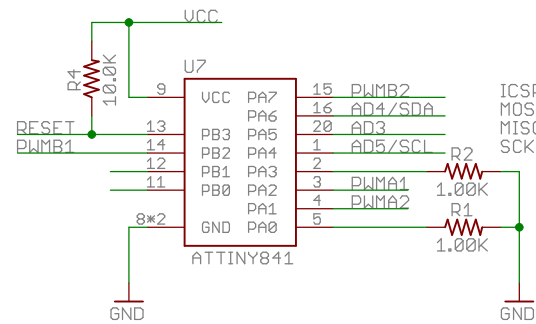 VCC
R4
10.0K
U7
9 VCC PA7 15 PWMB2
PA6 16 AD4/SDA
RESET 13 PB3 PA5 20 AD3
PWMB1 14 PB2 PA4 1 AD5/SCL
12 PB1 PA3 2 R2
1.00K
11 PB0 PA2 3 PWMA1
PA1 4 PWMA2
8*2 GND PA0 5 R1
1.00K
ATTINY841
GND
GND
ICSP
MOS
MISO
SCK